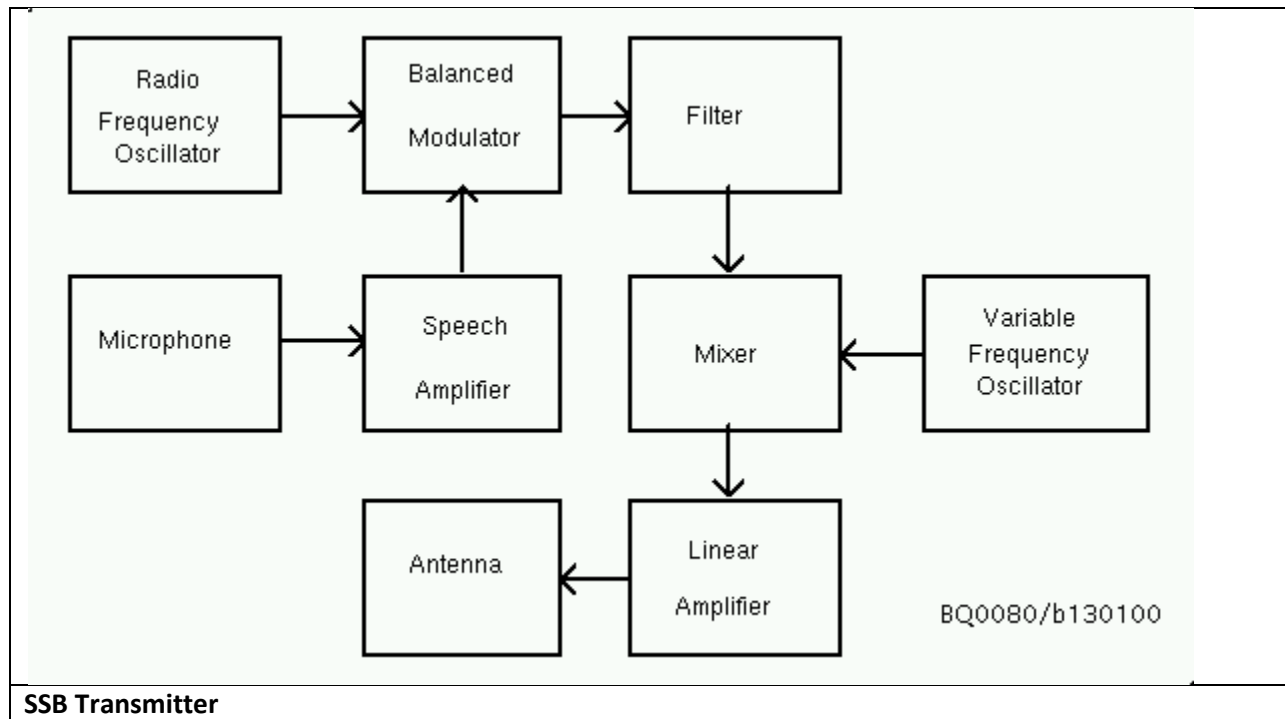 Radio
Frequency
Oscillator
Balanced
Modulator
Filter
Microphone
Speech
Amplifier
Mixer
Variable
Frequency
Oscillator
Antenna
Linear
Amplifier
BQ0080/b130100
SSB Transmitter